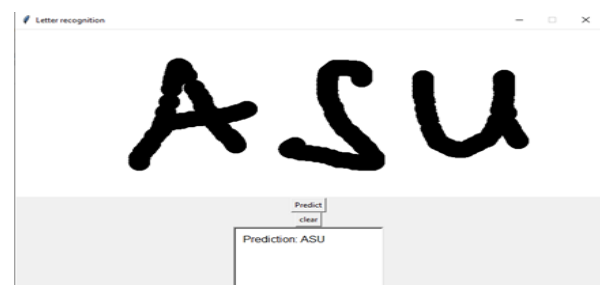 Letter recognition
ASU
Predict
clear
Prediction: ASU